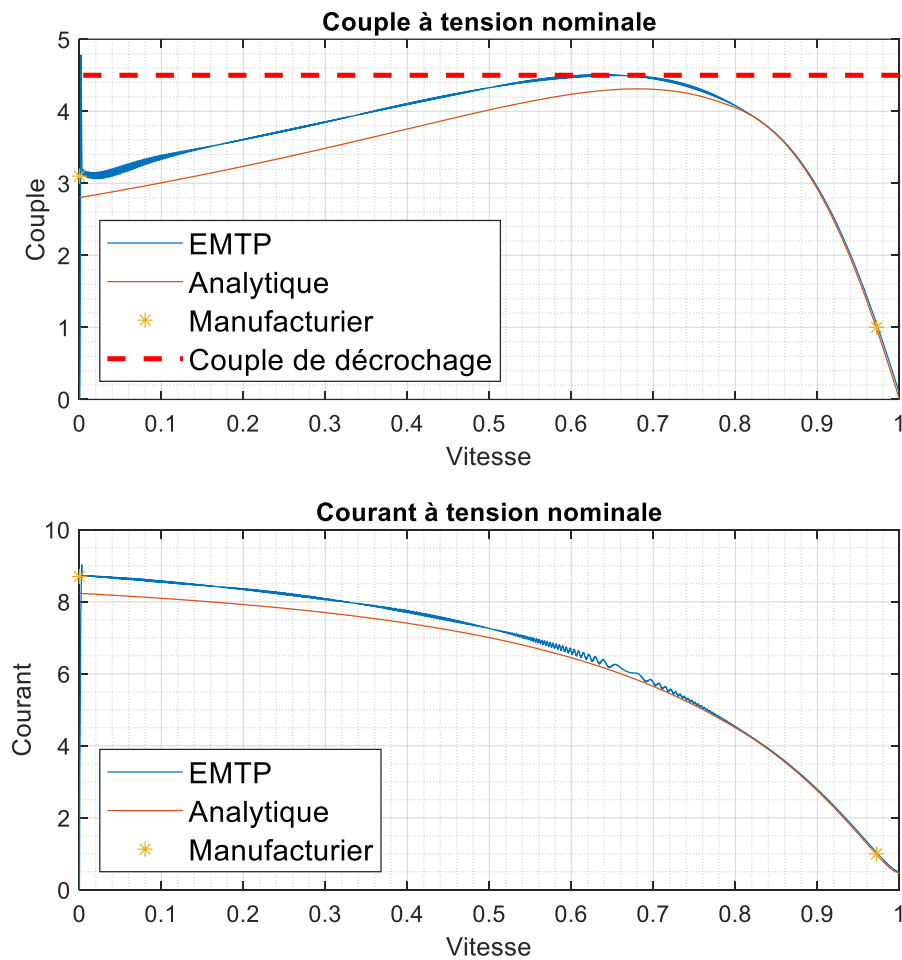 Couple à tension nominale
5
4
3
2
1
0
Couple
EMTP
Analytique
Manufacturier
Couple de décrochage
0 0.1 0.2 0.3 0.4 0.5 0.6 0.7 0.8 0.9 1
Vitesse
Courant à tension nominale
10
8
6
4
2
0
Courant
EMTP
Analytique
Manufacturier
0 0.1 0.2 0.3 0.4 0.5 0.6 0.7 0.8 0.9 1
Vitesse